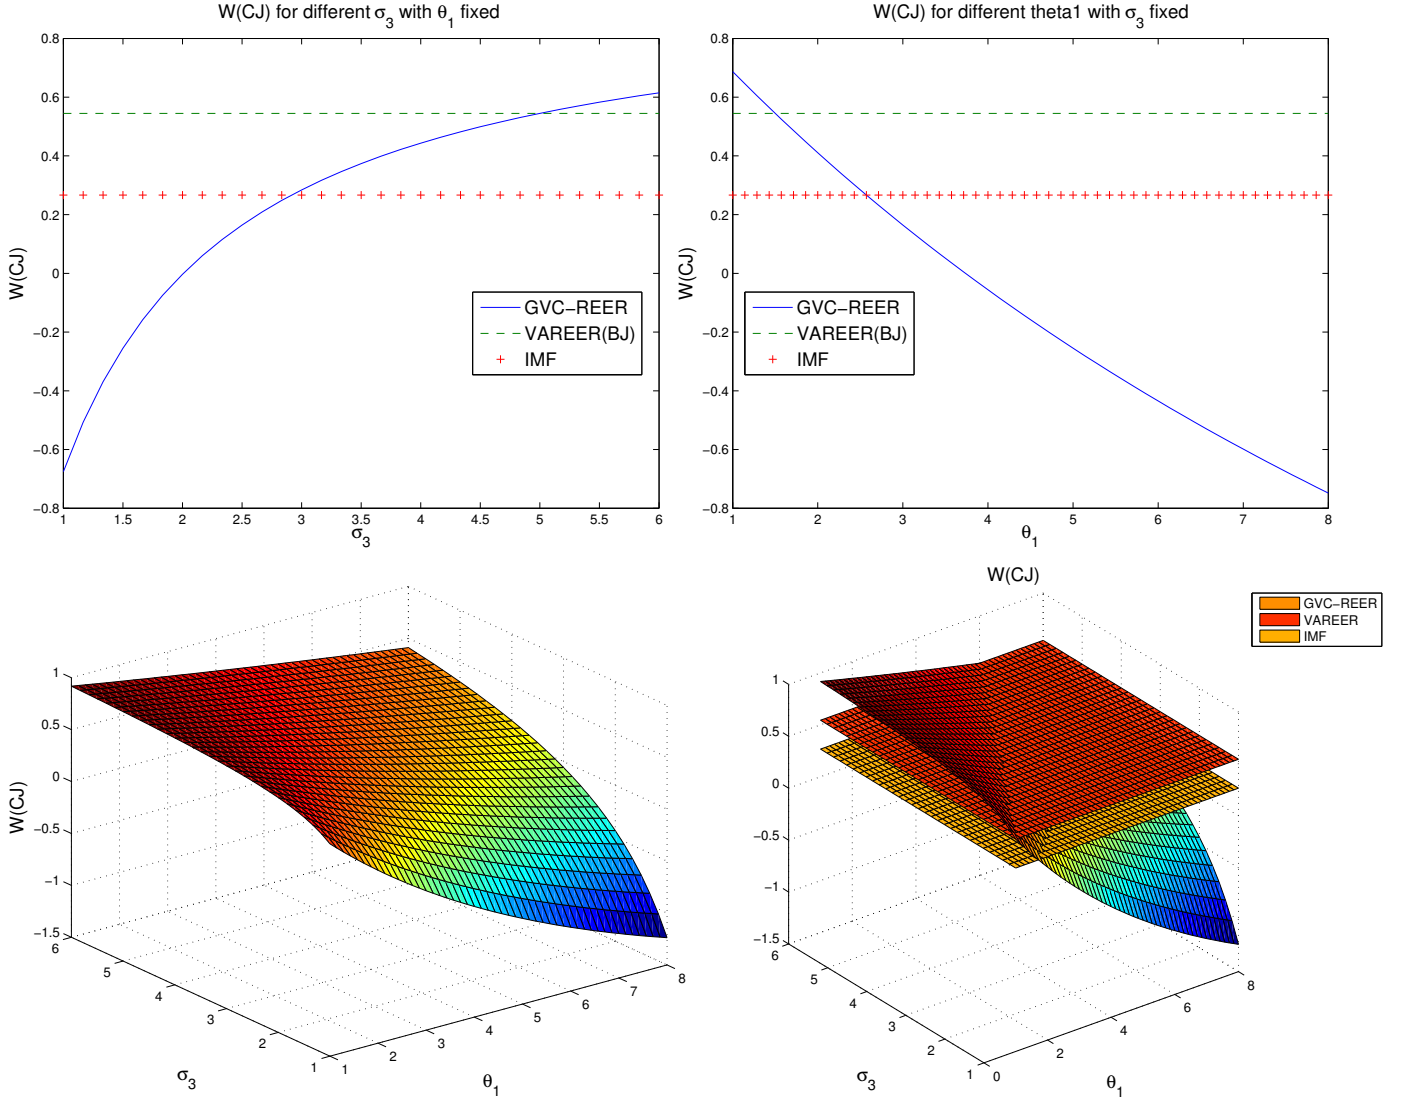 W(CJ) for different σ3 with θ1 fixed
0.8
0.6
0.4
0.2
0
−0.2
−0.4
−0.6
−0.8
W(CJ)
1 1.5 2 2.5 3 3.5 4 4.5 5 5.5 6
σ3
GVC−REER
VAREER(BJ)
IMF
W(CJ) for different theta1 with σ3 fixed
0.8
0.6
0.4
0.2
0
−0.2
−0.4
−0.6
−0.8
W(CJ)
1 2 3 4 5 6 7 8
θ1
GVC−REER
VAREER(BJ)
IMF
1
0.5
0
−0.5
−1
−1.5
W(CJ)
6 5 4 3 2 1
σ3
1 2 3 4 5 6 7 8
θ1
W(CJ)
GVC−REER
VAREER
IMF
1
0.5
0
−0.5
−1
−1.5
6 5 4 3 2 1
σ3
0 2 4 6 8
θ1